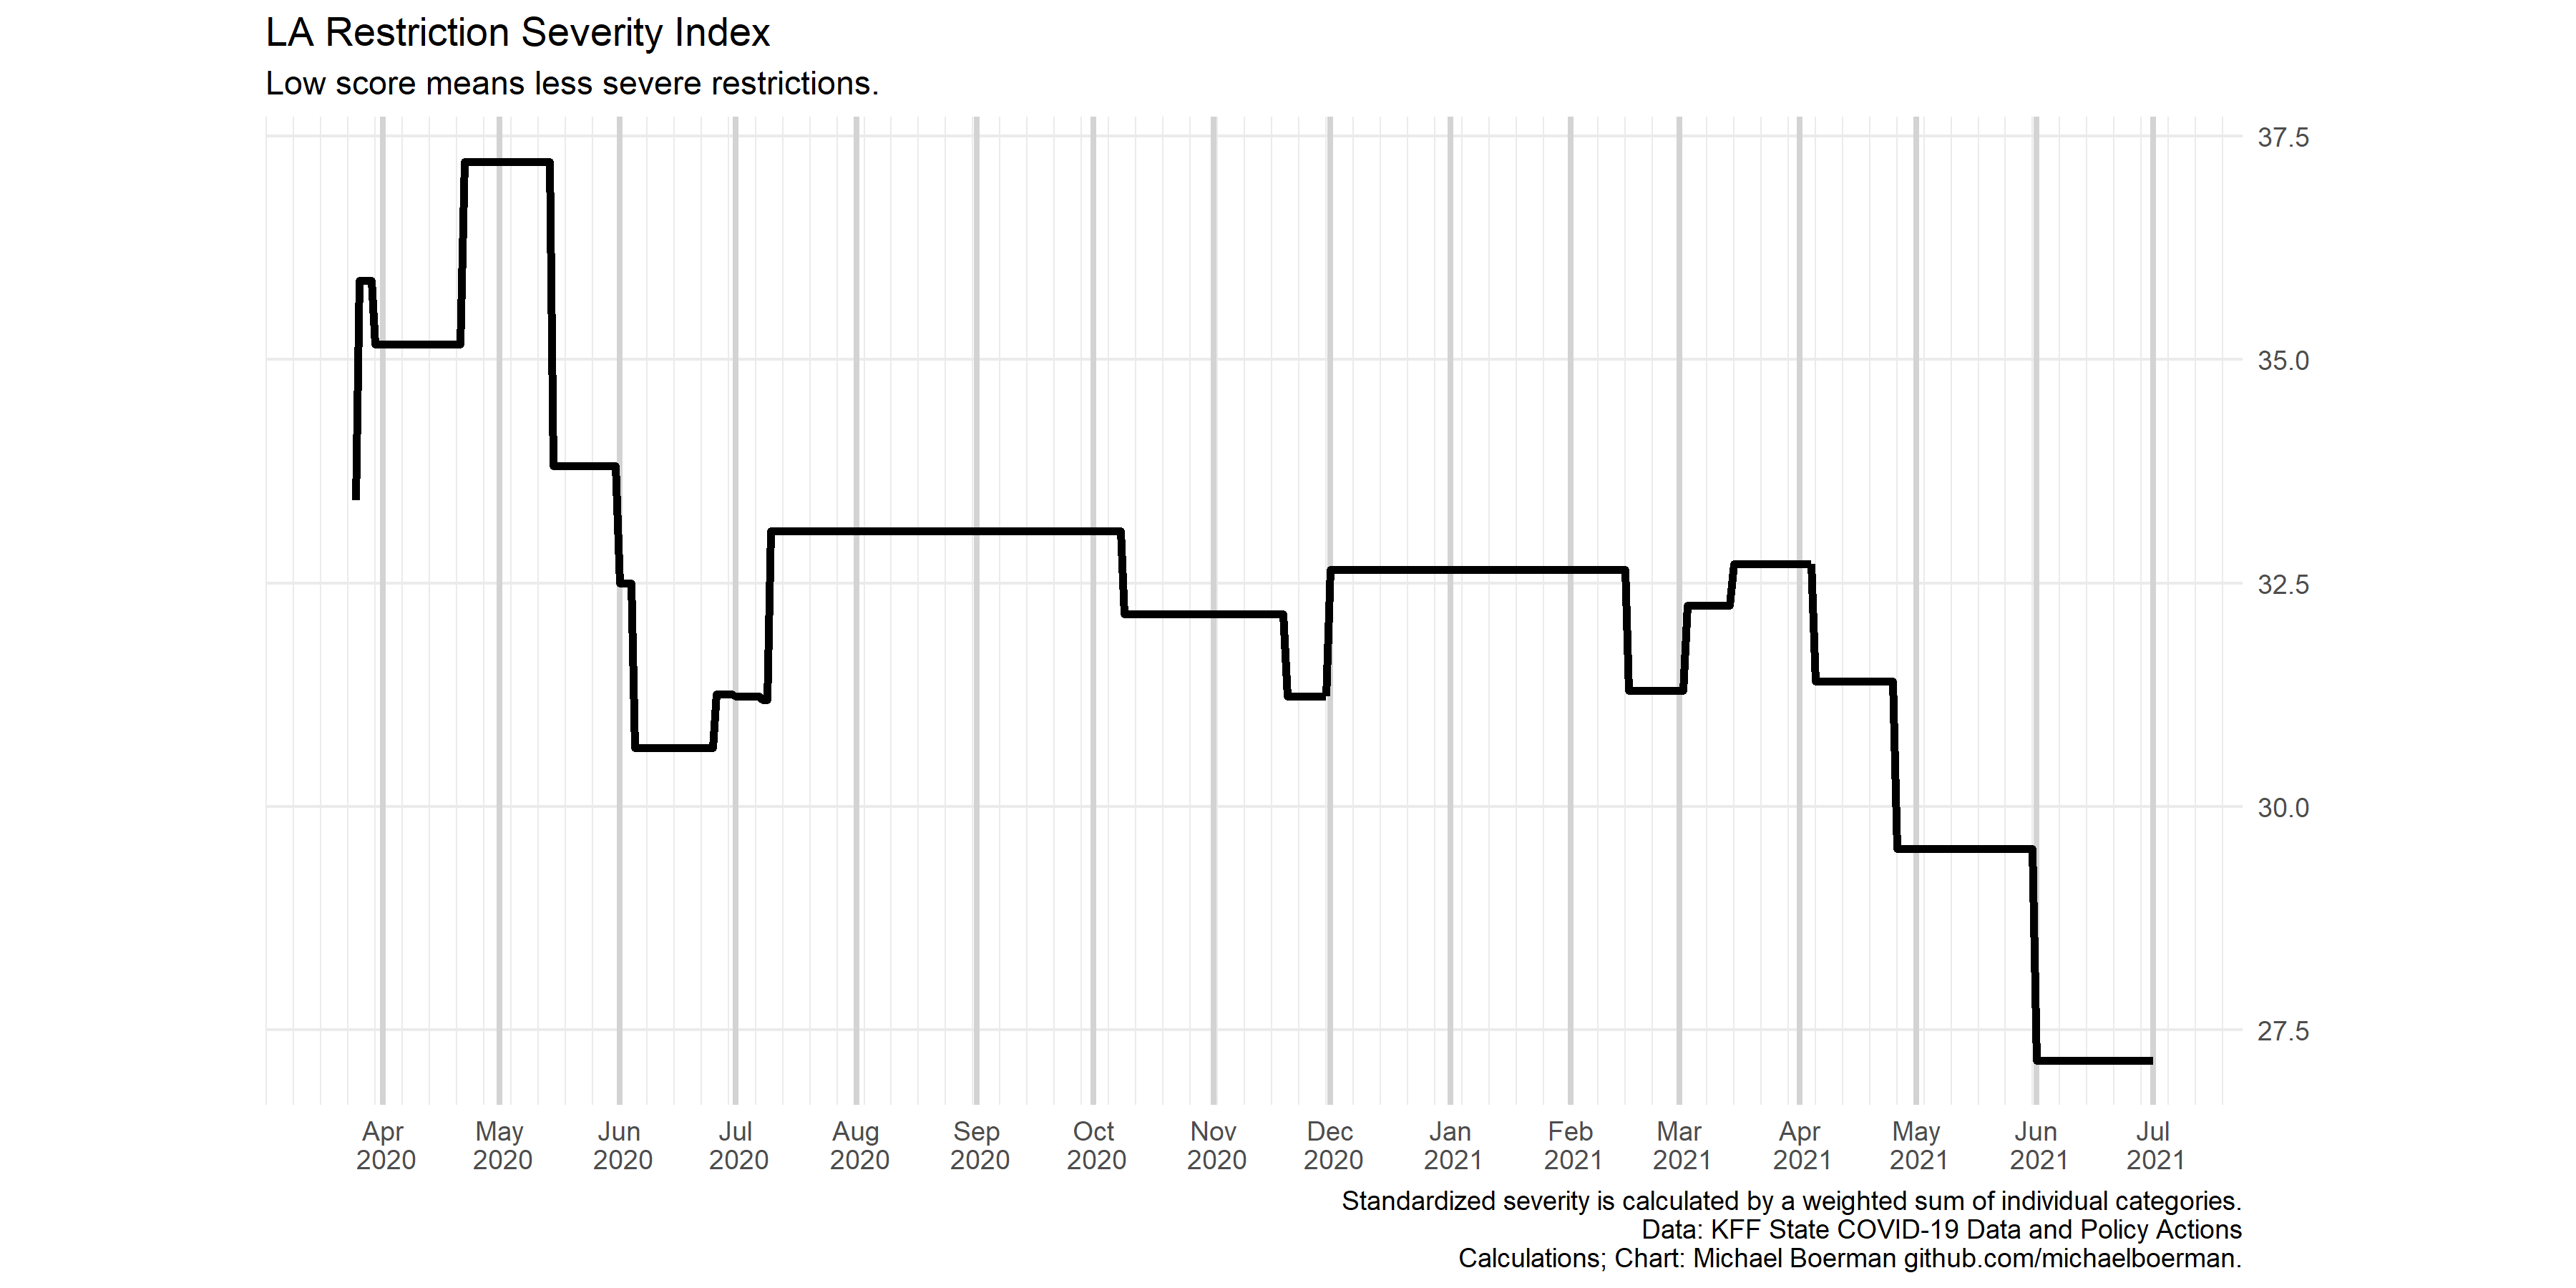 LA Restriction Severity Index
Low score means less severe restrictions.
37.5
35.0
32.5
30.0
27.5
Apr May Jun Jul Aug Sep Oct Nov Dec Jan Feb Mar Apr May Jun Jul
2020 2020 2020 2020 2020 2020 2020 2020 2020 2021 2021 2021 2021 2021 2021 2021
Standardized severity is calculated by a weighted sum of individual categories.
Data: KFF State COVID-19 Data and Policy Actions
Calculations; Chart: Michael Boerman github.com/michaelboerman.